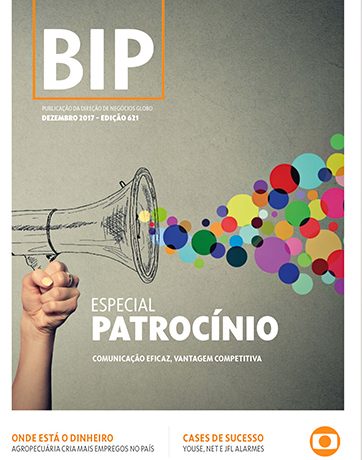 BIP
PUBLICAÇÃO DA DIREÇÃO DE NEGÓCIOS GLOBO
DEZEMBRO 2017 - EDIÇÃO 621
ESPECIAL
PATROCÍNIO
COMUNICAÇÃO EFICAZ, VANTAGEM COMPETITIVA
ONDE ESTÁ O DINHEIRO
AGROPECUÁRIA CRIA MAIS EMPREGOS NO PAÍS
CASES DE SUCESSO
YOUSE, NET E JFL ALARMES